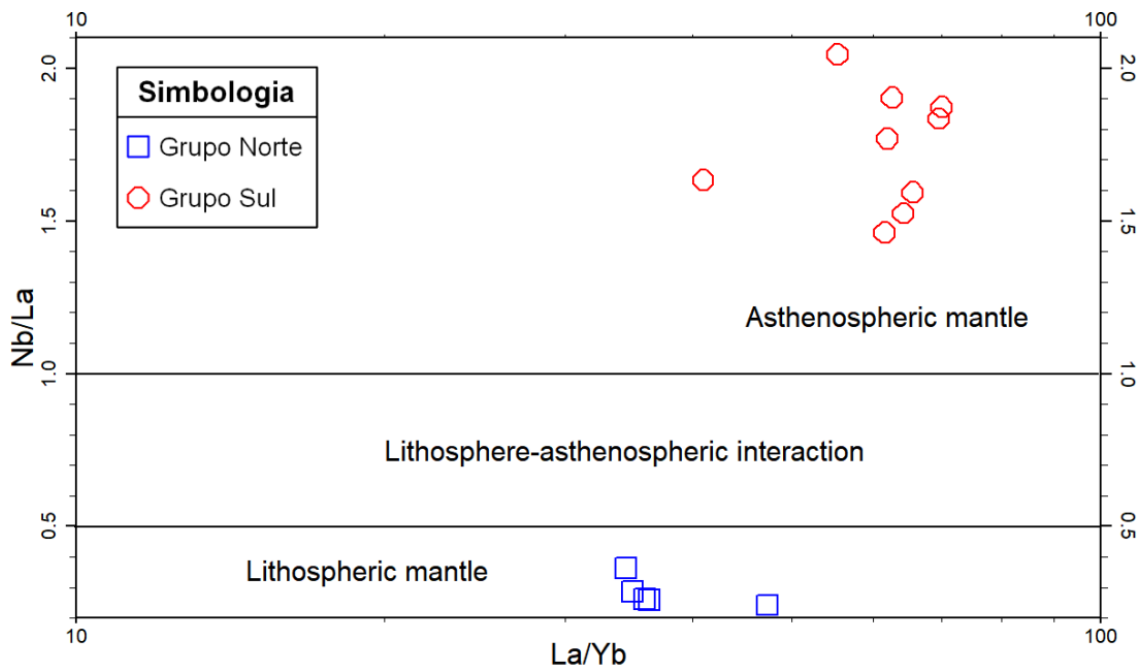 10 100
Simbologia
Grupo Norte
Grupo Sul
2.0 2.0
1.5 1.5
Asthenospheric mantle
Nb/La
1.0 1.0
Lithosphere-asthenospheric interaction
0.5 0.5
Lithospheric mantle
10 100
La/Yb